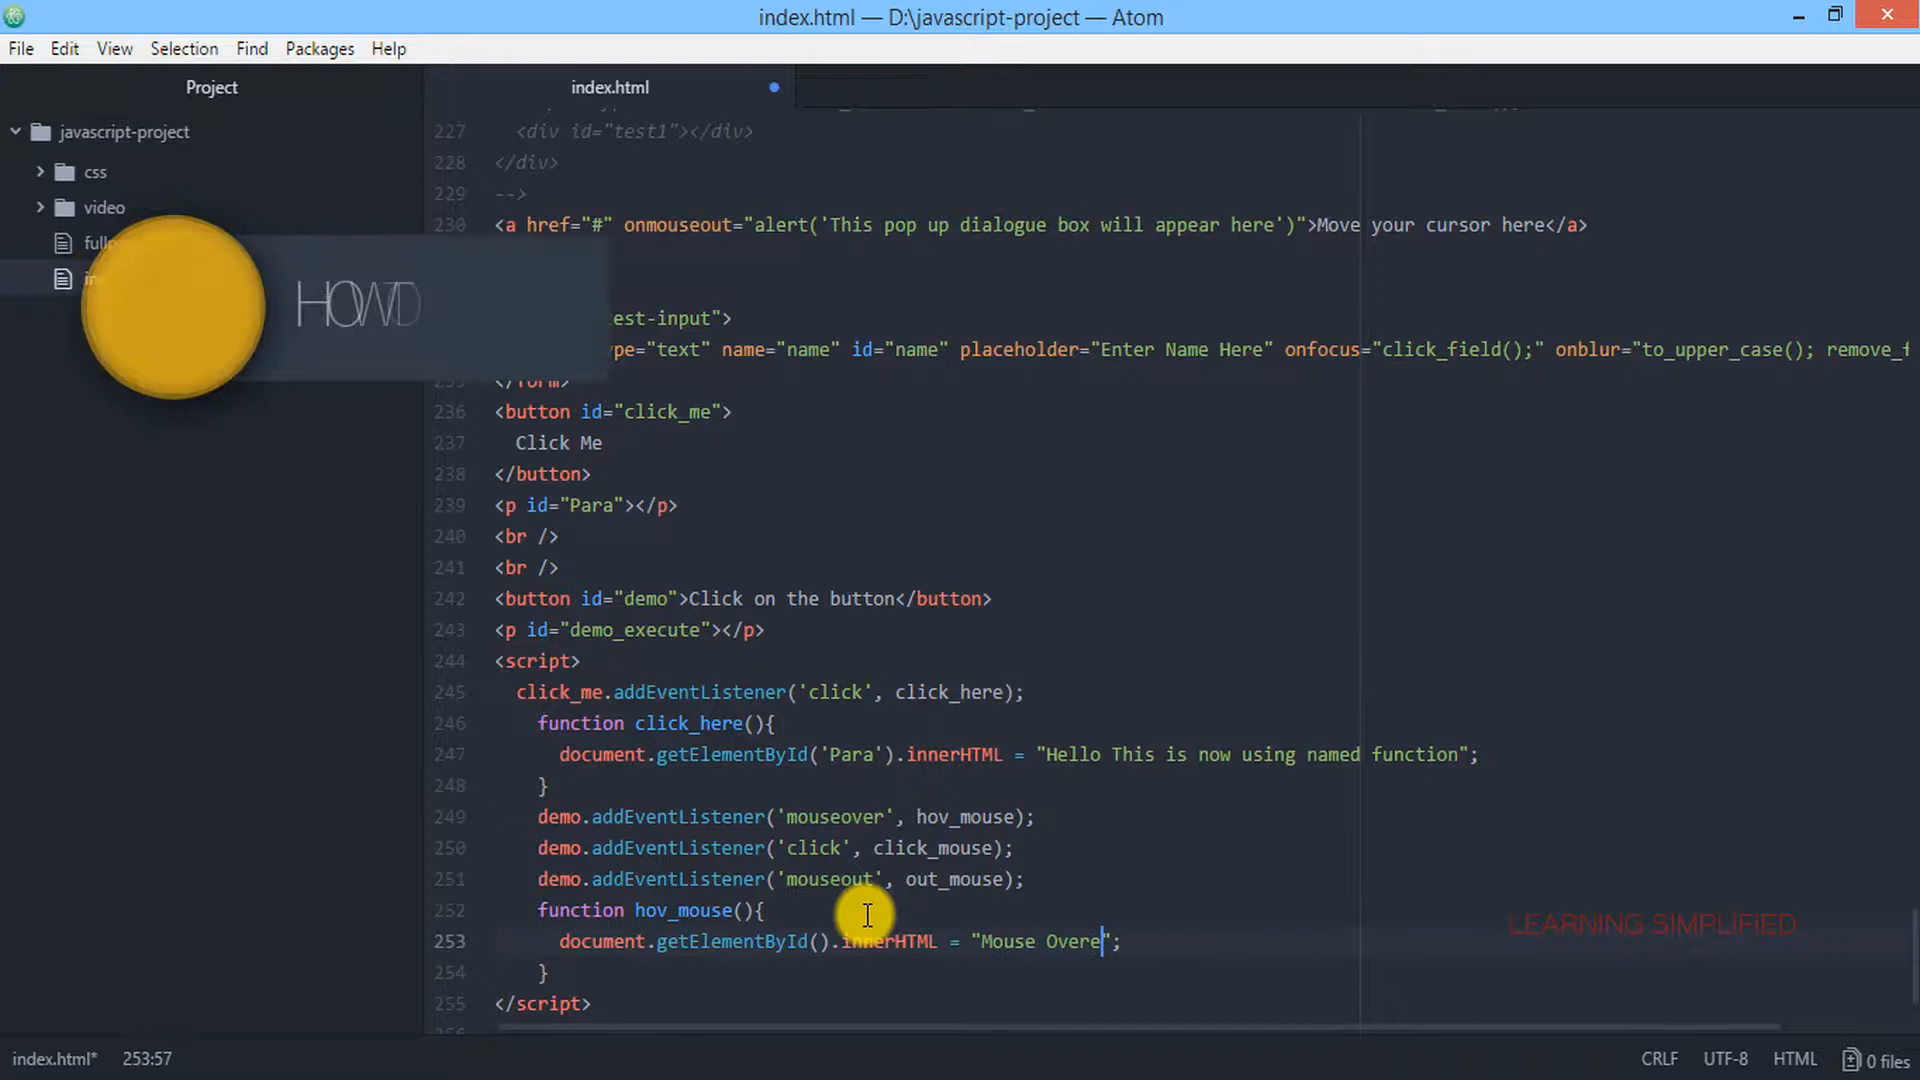 index.html — D:\javascript-project — Atom
File Edit View Selection Find Packages Help
Project
index.html
javascript-project
css
video
227 <div id="test1"></div>
228 </div>
229 -->
230 <a href="#" onmouseout="alert('This pop up dialogue box will appear here')">Move your cursor here</a>
HOWD
est-input">
ype="text" name="name" id="name" placeholder="Enter Name Here" onfocus="click_field();" onblur="to_upper_case(); remove_f
</form>
236 <button id="click_me">
237 Click Me
238 </button>
239 <p id="Para"></p>
240 <br />
241 <br />
242 <button id="demo">Click on the button</button>
243 <p id="demo_execute"></p>
244 <script>
245 click_me.addEventListener('click', click_here);
246 function click_here(){
247 document.getElementById('Para').innerHTML = "Hello This is now using named function";
248 }
249 demo.addEventListener('mouseover', hov_mouse);
250 demo.addEventListener('click', click_mouse);
251 demo.addEventListener('mouseout', out_mouse);
252 function hov_mouse(){
253 document.getElementById().innerHTML = "Mouse Overe";
254 }
255 </script>
LEARNING SIMPLIFIED
index.html* 253:57 CRLF UTF-8 HTML 0 files